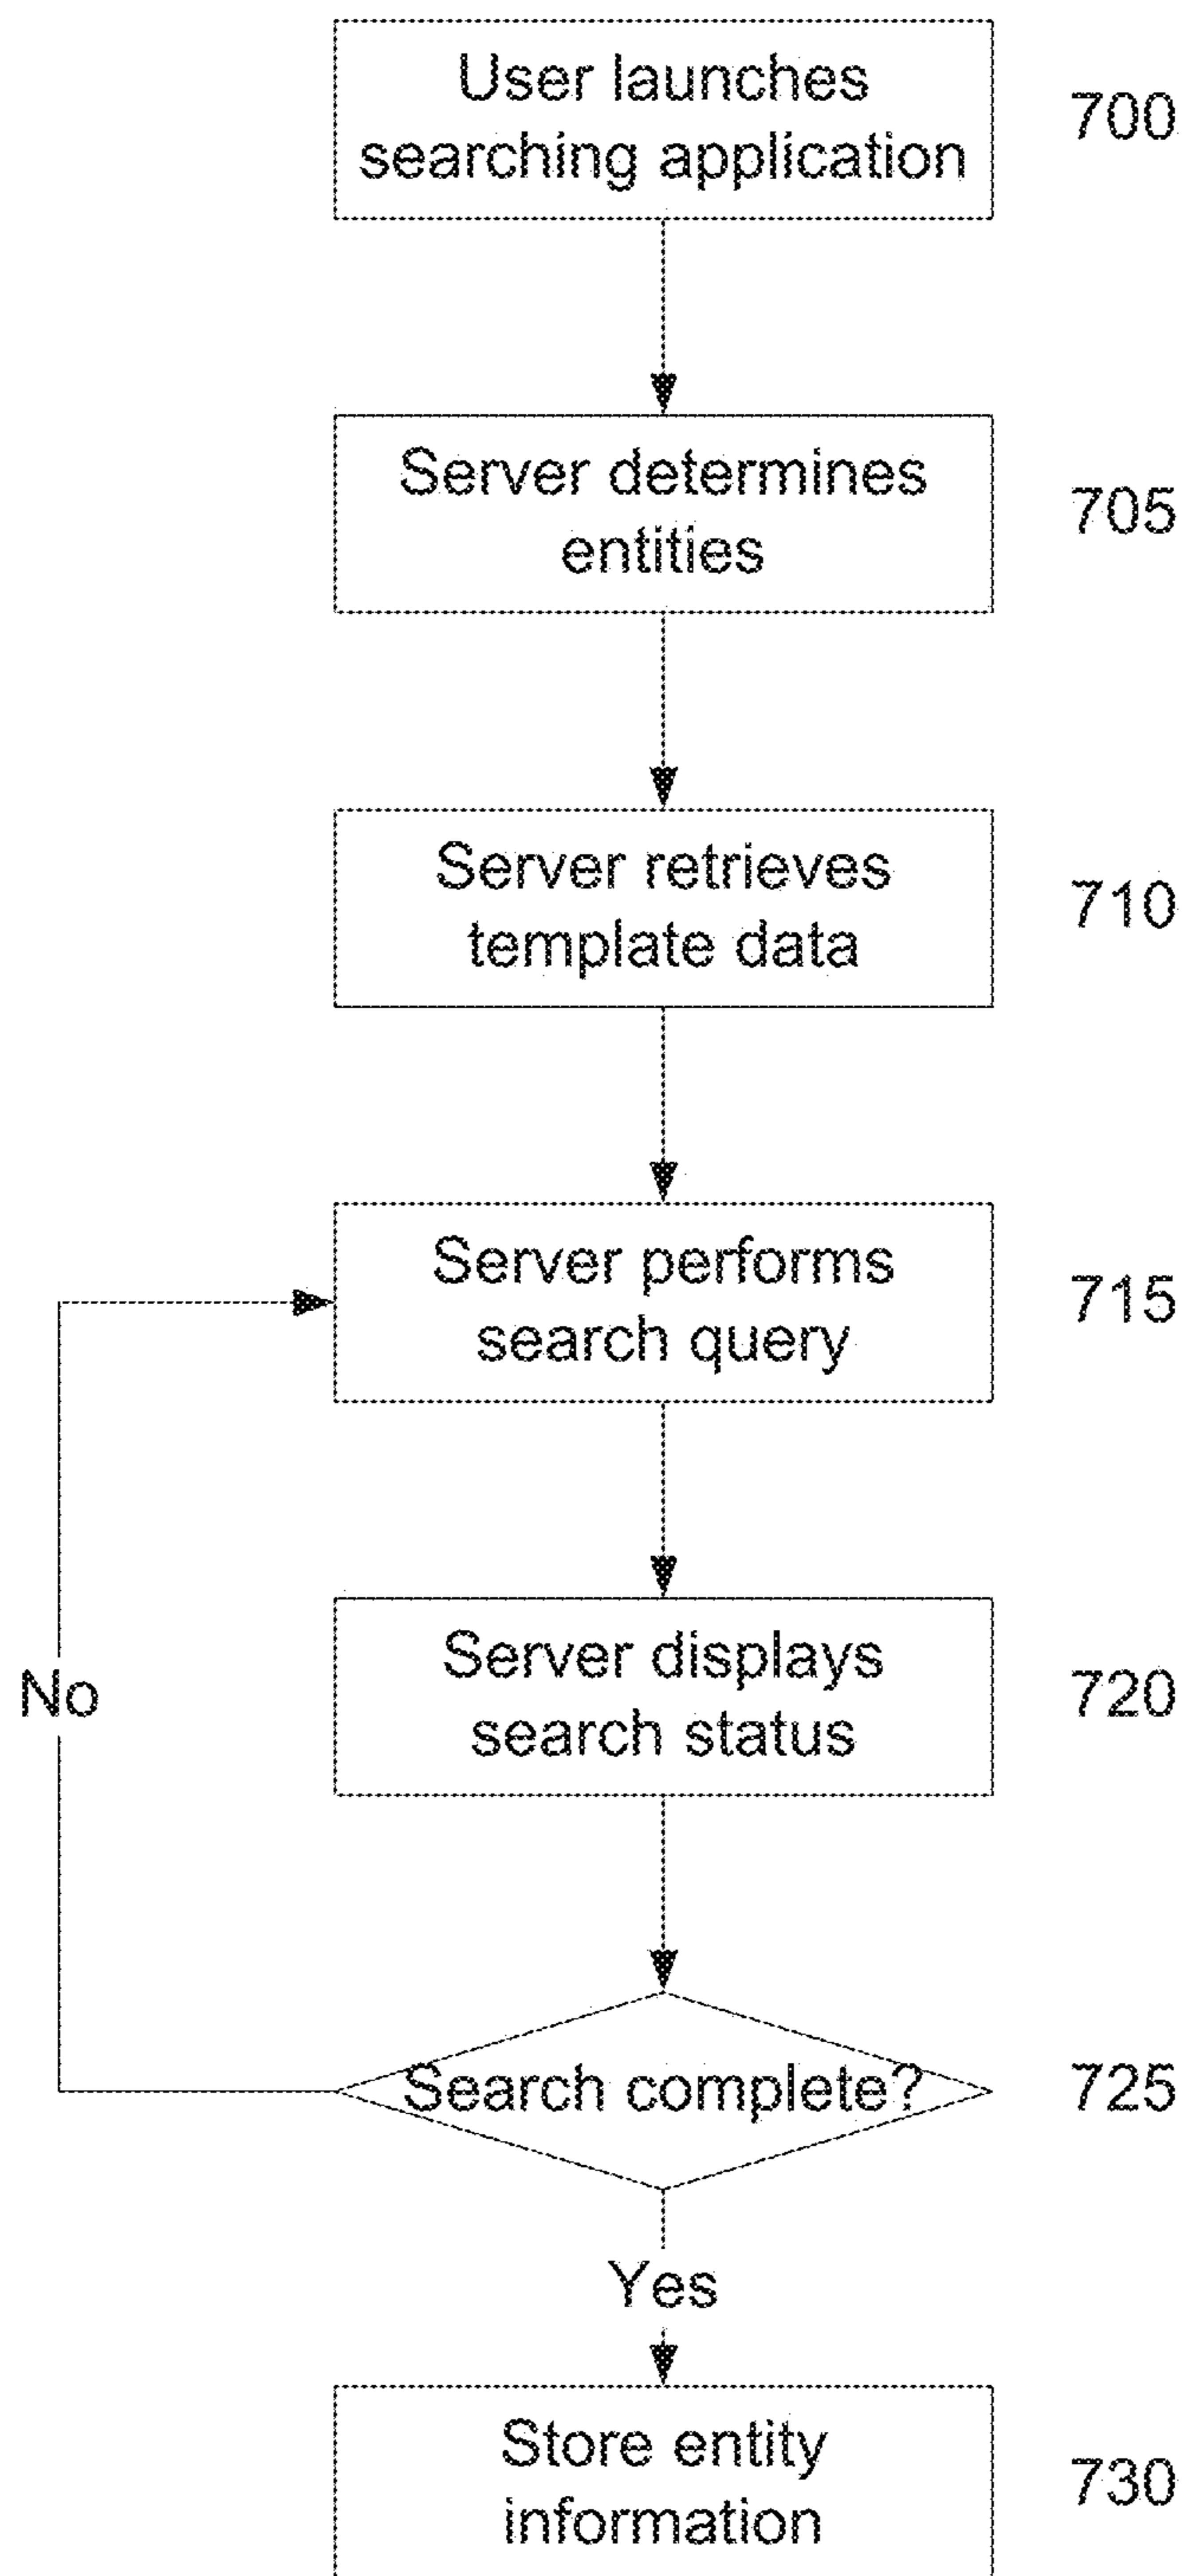 User launches
searching application
700
Server determines
entities
705
Server retrieves
template data
710
Server performs
search query
715
Server displays
search status
720
No
Search complete?
725
Yes
Store entity
information
730